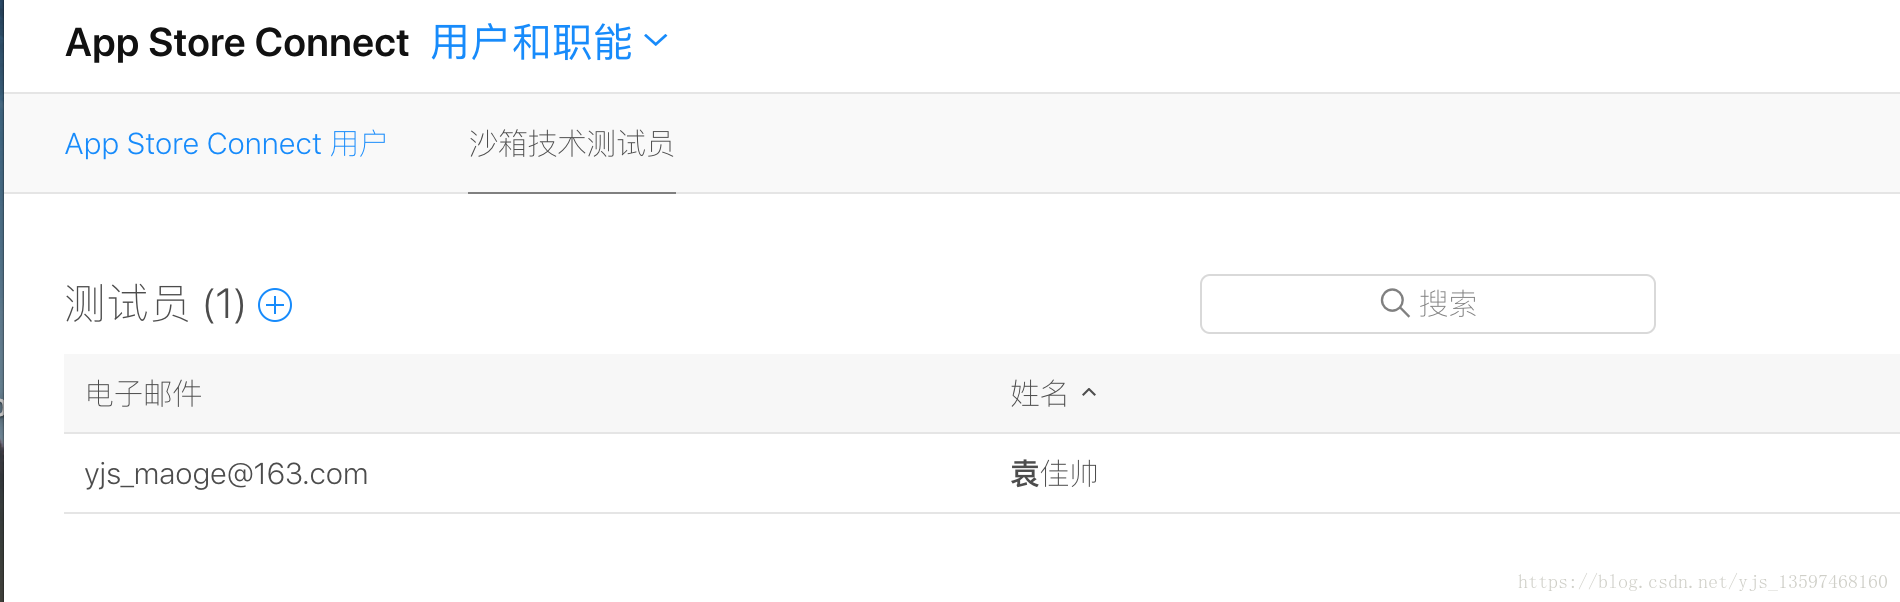 App Store Connect 用户和职能
App Store Connect 用户 沙箱技术测试员
测试员 (1)
搜索
电子邮件 姓名
yjs_maoge@163.com 袁佳帅
https://blog.csdn.net/yjs_13597468160